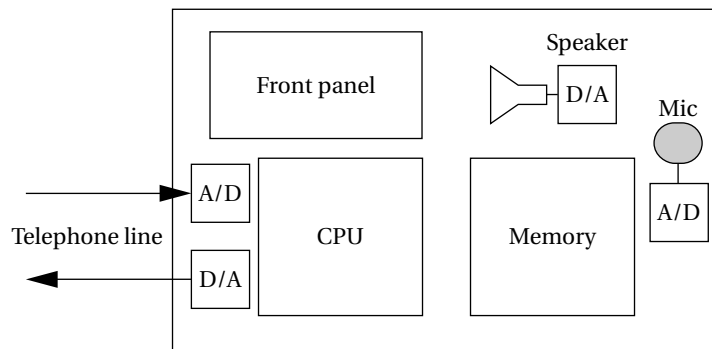 Speaker
Front panel
D/A
Mic
A/D
CPU
Memory
A/D
Telephone line
D/A